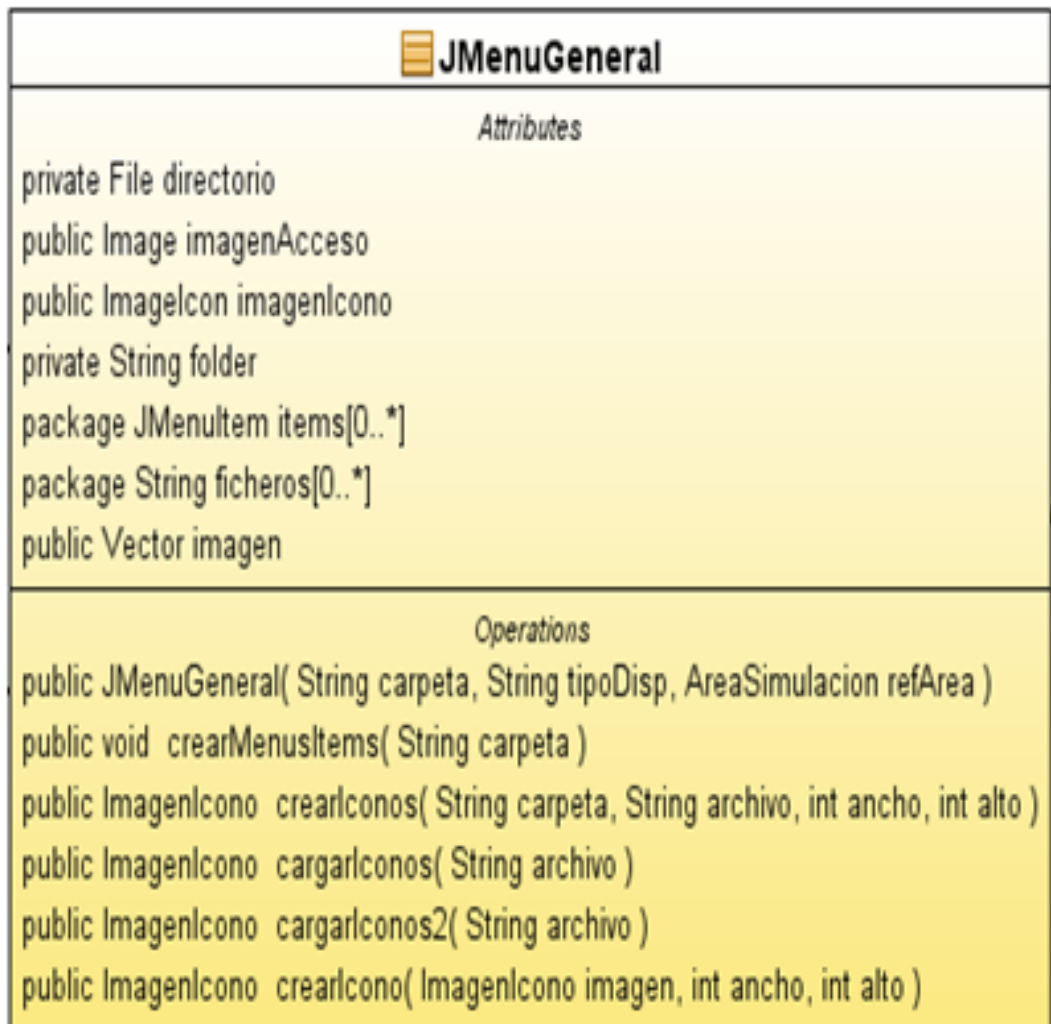 JMenuGeneral
Attributes
private File directorio
public Image imagenAcceso
public ImageIcon imagenIcono
private String folder
package JMenuItem items[0..*]
package String ficheros[0..*]
public Vector imagen
Operations
public JMenuGeneral( String carpeta, String tipoDisp, AreaSimulacion refArea )
public void crearMenusItems( String carpeta )
public ImagenIcono crearIconos( String carpeta, String archivo, int ancho, int alto )
public ImagenIcono cargarIconos( String archivo )
public ImagenIcono cargarIconos2( String archivo )
public ImagenIcono crearIcono( ImagenIcono imagen, int ancho, int alto )